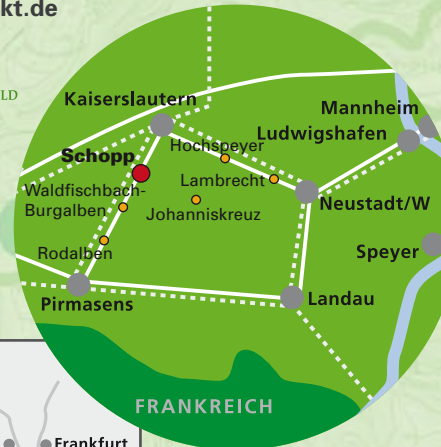 kt.de
LD
Kaiserslautern
Mannheim
Ludwigshafen
Hochspeyer
Schopp
Lambrecht
Waldfischbach-
Burgalben
Johanniskreuz
Neustadt/W
Rodalben
Speyer
Pirmasens
Landau
FRANKREICH
Frankfurt